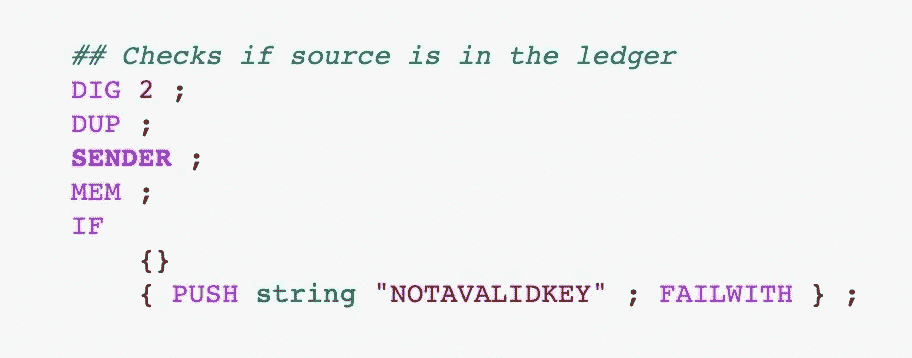 ## Checks if source is in the ledger
DIG 2 ;
DUP ;
SENDER ;
MEM ;
IF
{}
{ PUSH string "NOTAVALIDKEY" ; FAILWITH } ;